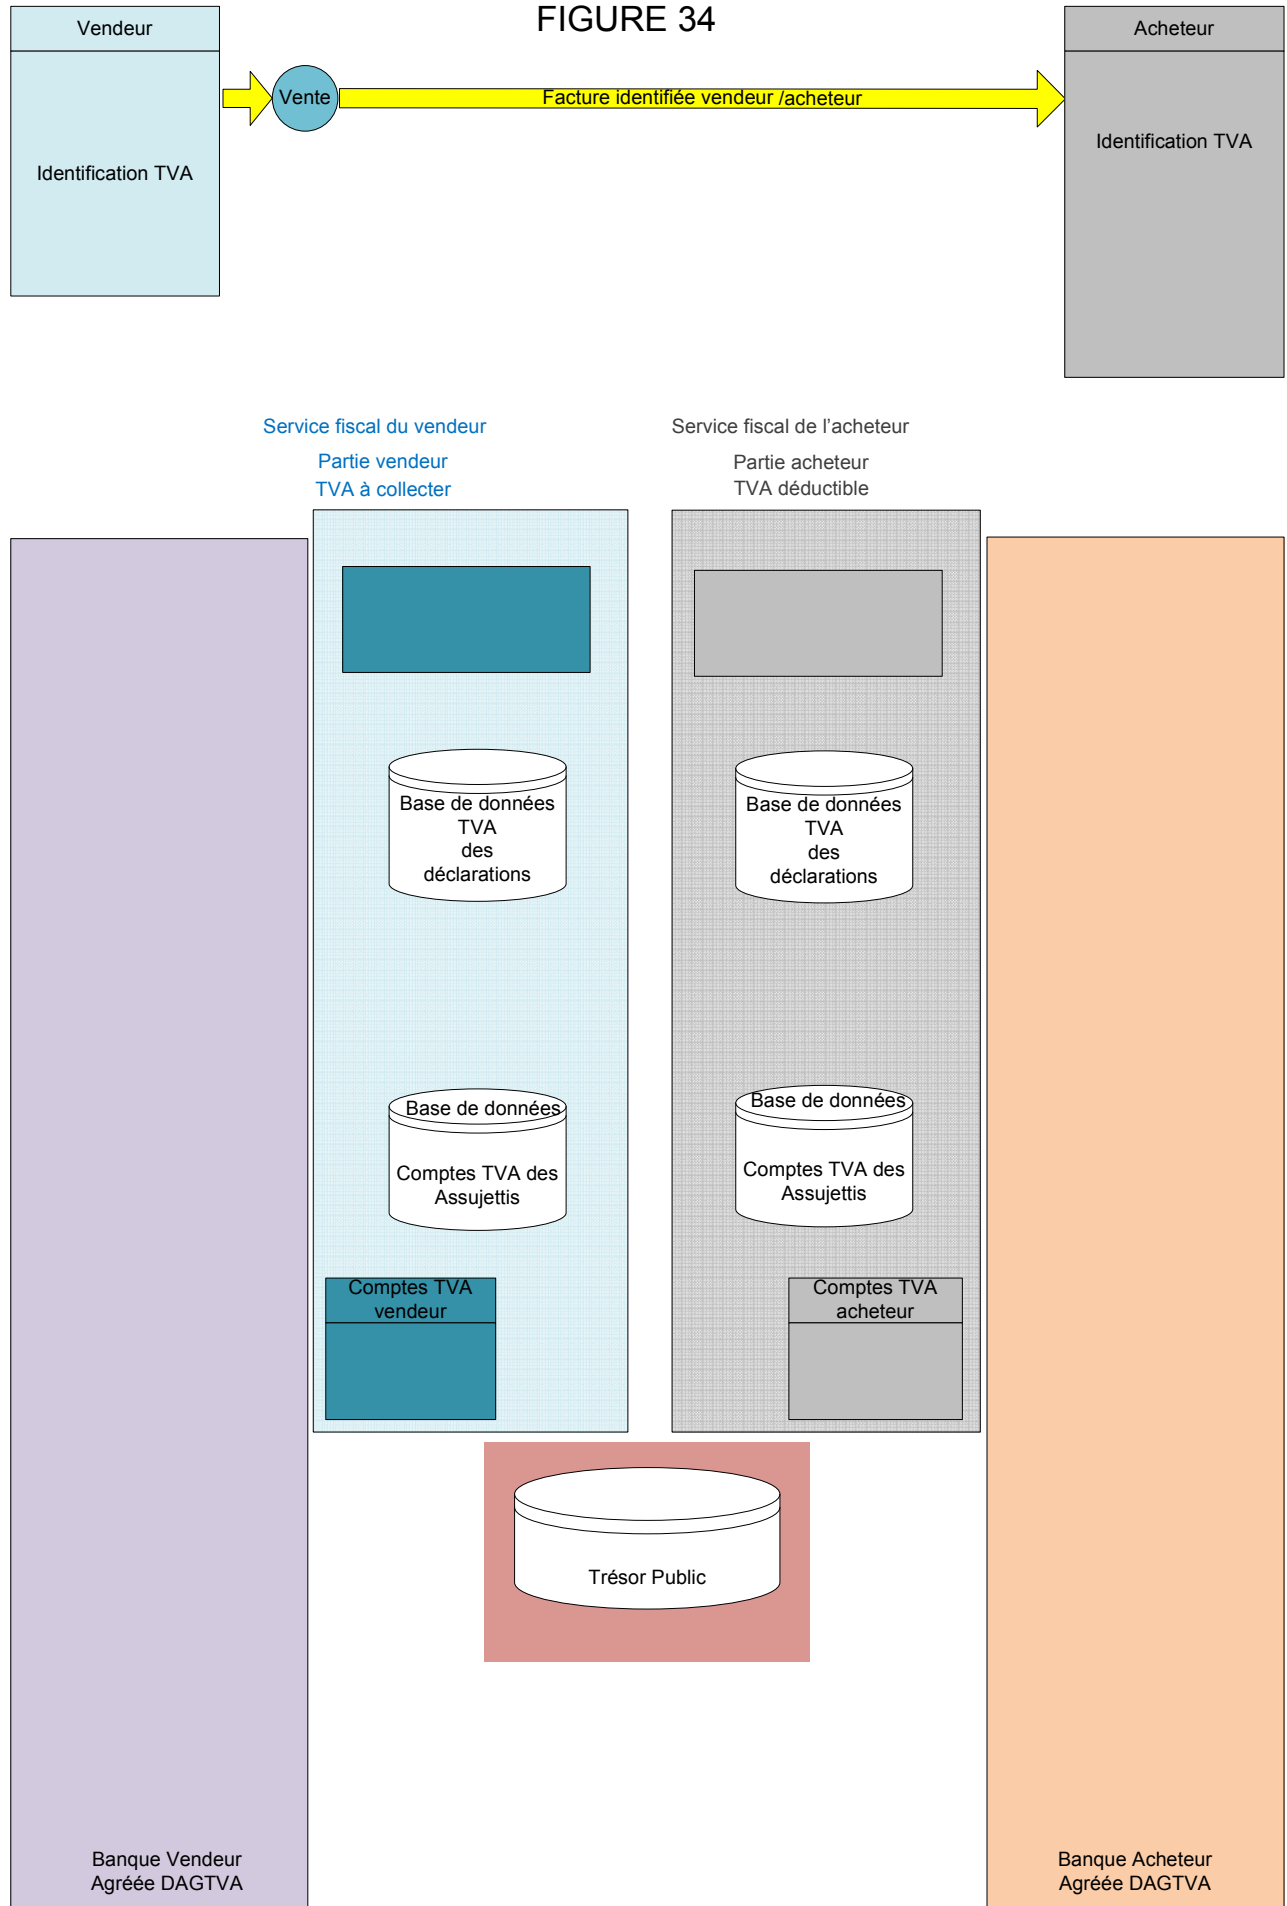 FIGURE 34
Vendeur
Acheteur
Vente
Facture identifiée vendeur /acheteur
Identification TVA
Identification TVA
Service fiscal du vendeur
Partie vendeur
TVA à collecter
Service fiscal de l'acheteur
Partie acheteur
TVA déductible
Base de données
TVA
des
déclarations
Base de données
TVA
des
déclarations
Base de données
Comptes TVA des
Assujettis
Base de données
Comptes TVA des
Assujettis
Comptes TVA
vendeur
Comptes TVA
acheteur
Trésor Public
Banque Vendeur
Agréée DAGTVA
Banque Acheteur
Agréée DAGTVA